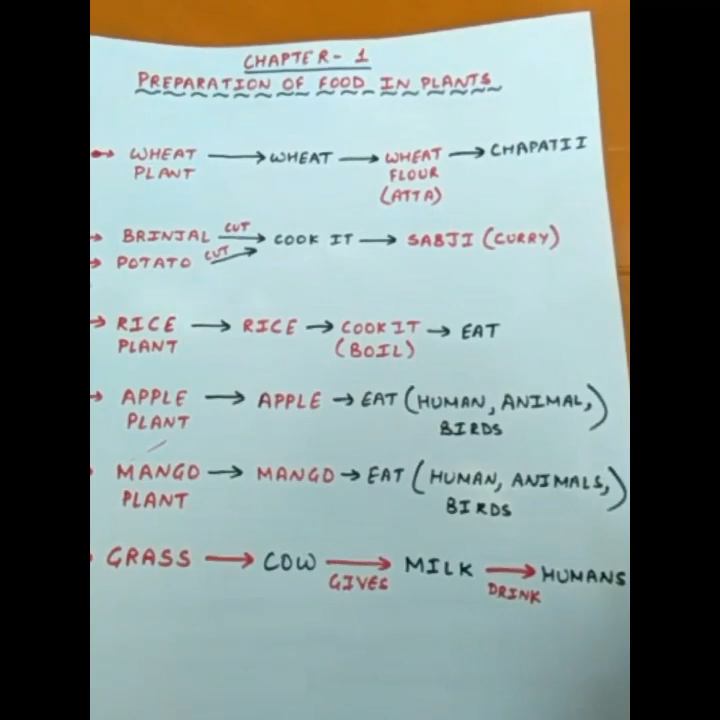 CHAPTER- 1
PREPARATION OF FOOD IN PLANTS
→ WHEAT PLANT → WHEAT → WHEAT FLOUR (ATTA) → CHAPATII
→ BRINJAL CUT → COOK IT → SABJI (CURRY)
→ POTATO CUT →
→ RICE PLANT → RICE → COOK IT (BOIL) → EAT
→ APPLE PLANT → APPLE → EAT (HUMAN, ANIMAL, BIRDS)
MANGO PLANT → MANGO → EAT (HUMAN, ANIMALS, BIRDS)
GRASS → COW → GIVES MILK → DRINK HUMANS